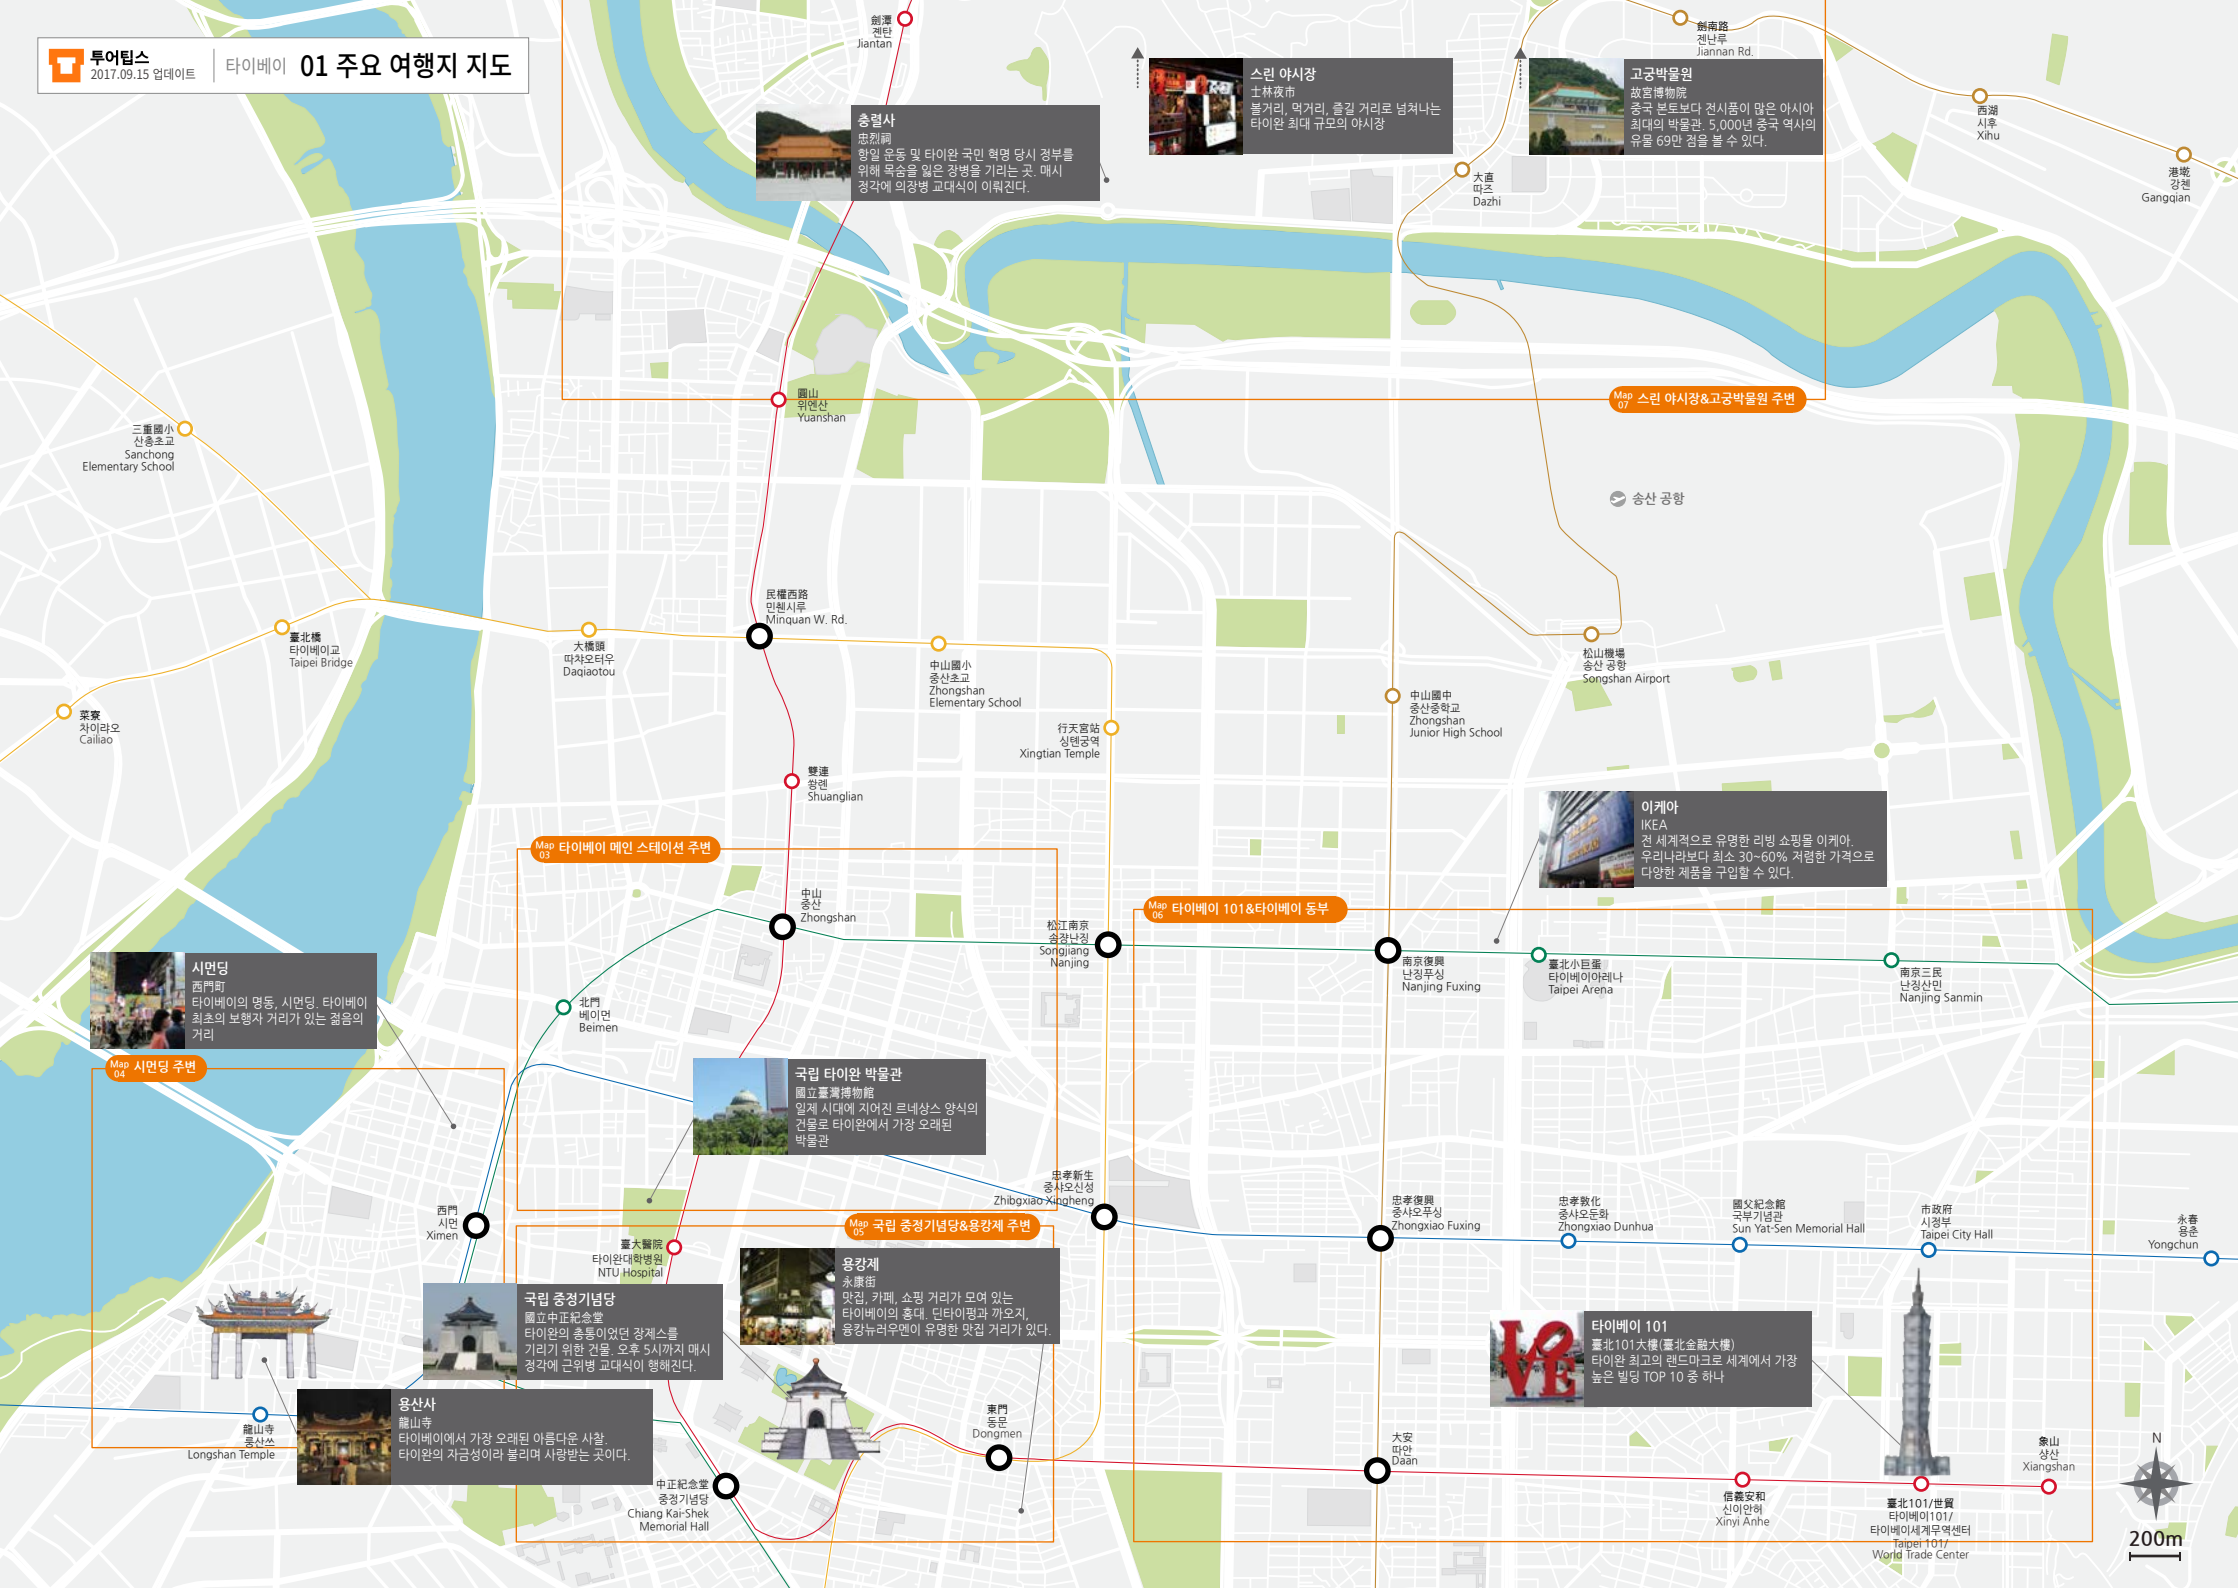 투어팁스
2017.09.15 업데이트
타이베이 01 주요 여행지 지도
劍潭
젠탄
Jiantan
劍南路
젠난루
Jiannan Rd.
西湖
시후
Xihu
港墘
강첸
Gangqian
충렬사
忠烈祠
항일 운동 및 타이완 국민 혁명 당시 정부를
위해 목숨을 잃은 장병을 기리는 곳. 매시
정각에 의장병 교대식이 이뤄진다.
스린 야시장
士林夜市
볼거리, 먹거리, 즐길 거리로 넘쳐나는
타이완 최대 규모의 야시장
고궁박물원
故宮博物院
중국 본토보다 전시품이 많은 아시아
최대의 박물관. 5,000년 중국 역사의
유물 69만 점을 볼 수 있다.
大直
따즈
Dazhi
圓山
위엔산
Yuanshan
Map 07 스린 야시장&고궁박물원 주변
三重國小
산총초교
Sanchong
Elementary School
송산 공항
民權西路
민췐시루
Minquan W. Rd.
臺北橋
타이베이교
Taipei Bridge
大橋頭
따챠오터우
Daqiaotou
中山國小
중산초교
Zhongshan
Elementary School
松山機場
송산 공항
Songshan Airport
菜寮
차이랴오
Cailiao
行天宮站
싱톈궁역
Xingtian Temple
中山國中
중산중학교
Zhongshan
Junior High School
雙連
솽롄
Shuanglian
이케아
IKEA
전 세계적으로 유명한 리빙 쇼핑몰 이케아.
우리나라보다 최소 30~60% 저렴한 가격으로
다양한 제품을 구입할 수 있다.
Map 03 타이베이 메인 스테이션 주변
中山
중산
Zhongshan
Map 06 타이베이 101&타이베이 동부
松江南京
송쟝난징
Songjiang
Nanjing
南京復興
난징푸싱
Nanjing Fuxing
臺北小巨蛋
타이베이아레나
Taipei Arena
南京三民
난징산민
Nanjing Sanmin
시먼딩
西門町
타이베이의 명동, 시먼딩. 타이베이
최초의 보행자 거리가 있는 젊음의
거리
Map 04 시먼딩 주변
北門
베이먼
Beimen
국립 타이완 박물관
國立臺灣博物館
일제 시대에 지어진 르네상스 양식의
건물로 타이완에서 가장 오래된
박물관
忠孝新生
중샤오신성
Zhibgxiao Xingheng
忠孝復興
중샤오푸싱
Zhongxiao Fuxing
忠孝敦化
중샤오둔화
Zhongxiao Dunhua
國父紀念館
국부기념관
Sun Yat-Sen Memorial Hall
市政府
시정부
Taipei City Hall
永春
용춘
Yongchun
西門
시먼
Ximen
Map 05 국립 중정기념당&용캉제 주변
臺大醫院
타이완대학병원
NTU Hospital
용캉제
永康街
맛집, 카페, 쇼핑 거리가 모여 있는
타이베이의 홍대. 딘타이펑과 까오지,
융캉뉴러우멘이 유명한 맛집 거리가 있다.
국립 중정기념당
國立中正紀念堂
타이완의 총통이었던 장제스를
기리기 위한 건물. 오후 5시까지 매시
정각에 근위병 교대식이 행해진다.
타이베이 101
臺北101大樓(臺北金融大樓)
타이완 최고의 랜드마크로 세계에서 가장
높은 빌딩 TOP 10 중 하나
LOVE
용산사
龍山寺
타이베이에서 가장 오래된 아름다운 사찰.
타이완의 자금성이라 불리며 사랑받는 곳이다.
龍山寺
룽산쓰
Longshan Temple
東門
동문
Dongmen
大安
따안
Daan
中正紀念堂
중정기념당
Chiang Kai-Shek
Memorial Hall
信義安和
신이안허
Xinyi Anhe
臺北101/世貿
타이베이101/
타이베이세계무역센터
Taipei 101/
World Trade Center
象山
샹산
Xiangshan
N
200m